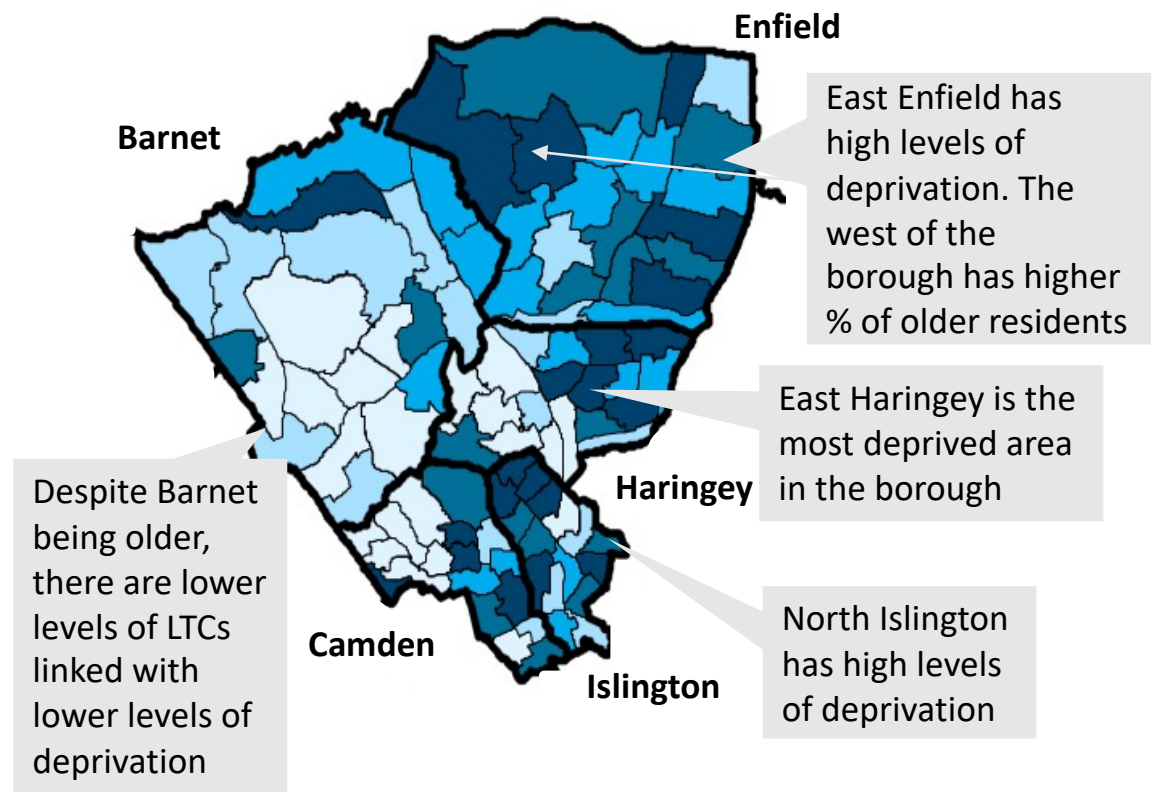 Enfield
Barnet
East Enfield has
high levels of
deprivation. The
west of the
borough has higher
% of older residents
East Haringey is the
most deprived area
in the borough
Haringey
Despite Barnet
being older,
there are lower
levels of LTCs
linked with
lower levels of
deprivation
Camden
Islington
North Islington
has high levels
of deprivation